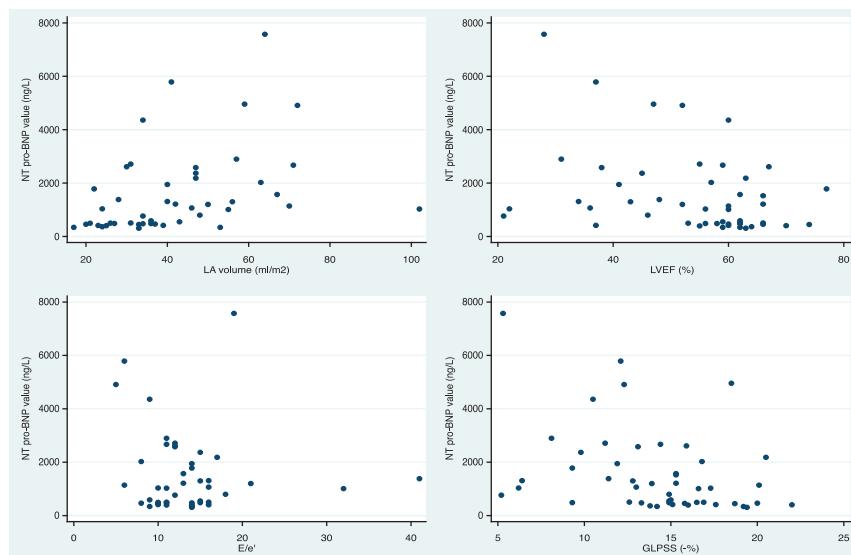 8000
6000
4000
2000
0
NT pro-BNP value (ng/L)
20 40 60 80 100
LA volume (ml/m2)
8000
6000
4000
2000
0
NT pro-BNP value (ng/L)
20 40 60 80
LVEF (%)
8000
6000
4000
2000
0
NT pro-BNP value (ng/L)
0 10 20 30 40
E/e'
8000
6000
4000
2000
0
NT pro-BNP value (ng/L)
5 10 15 20 25
GLPSS (-%)